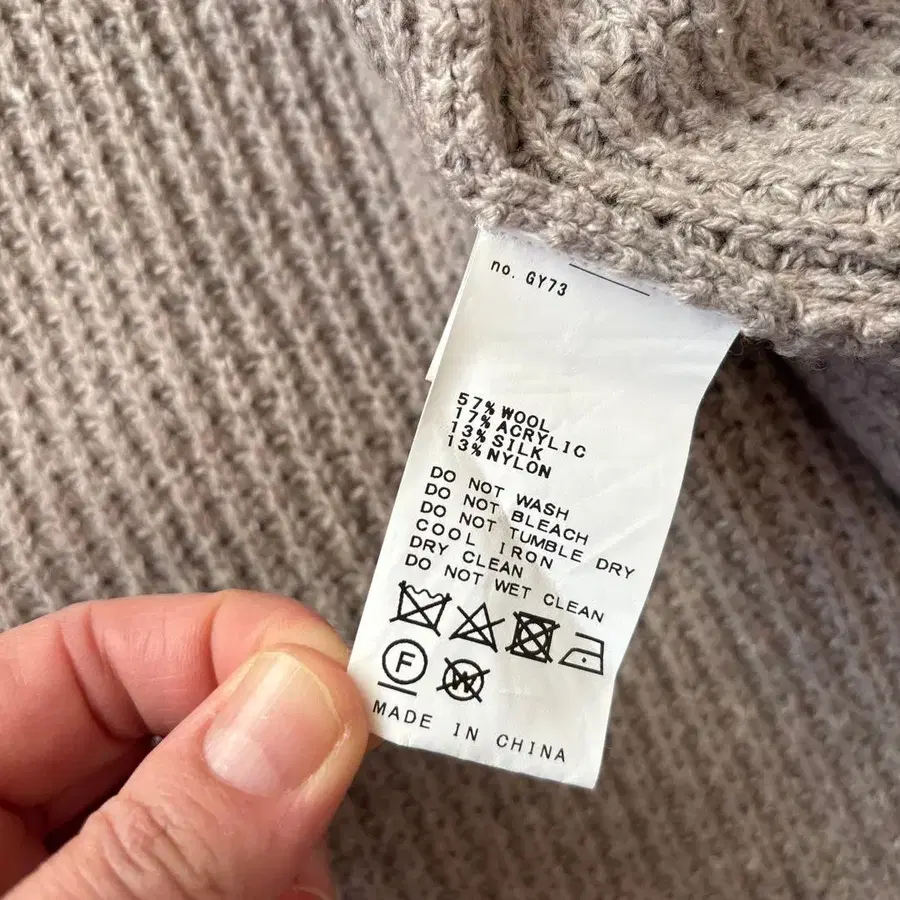 no. GY73
57% WOOL
17% ACRYLIC
13% SILK
13% NYLON
DO NOT WASH
DO NOT BLEACH
DO NOT TUMBLE DRY
COOL IRON
DRY CLEAN
DO NOT WET CLEAN
F W
MADE IN CHINA